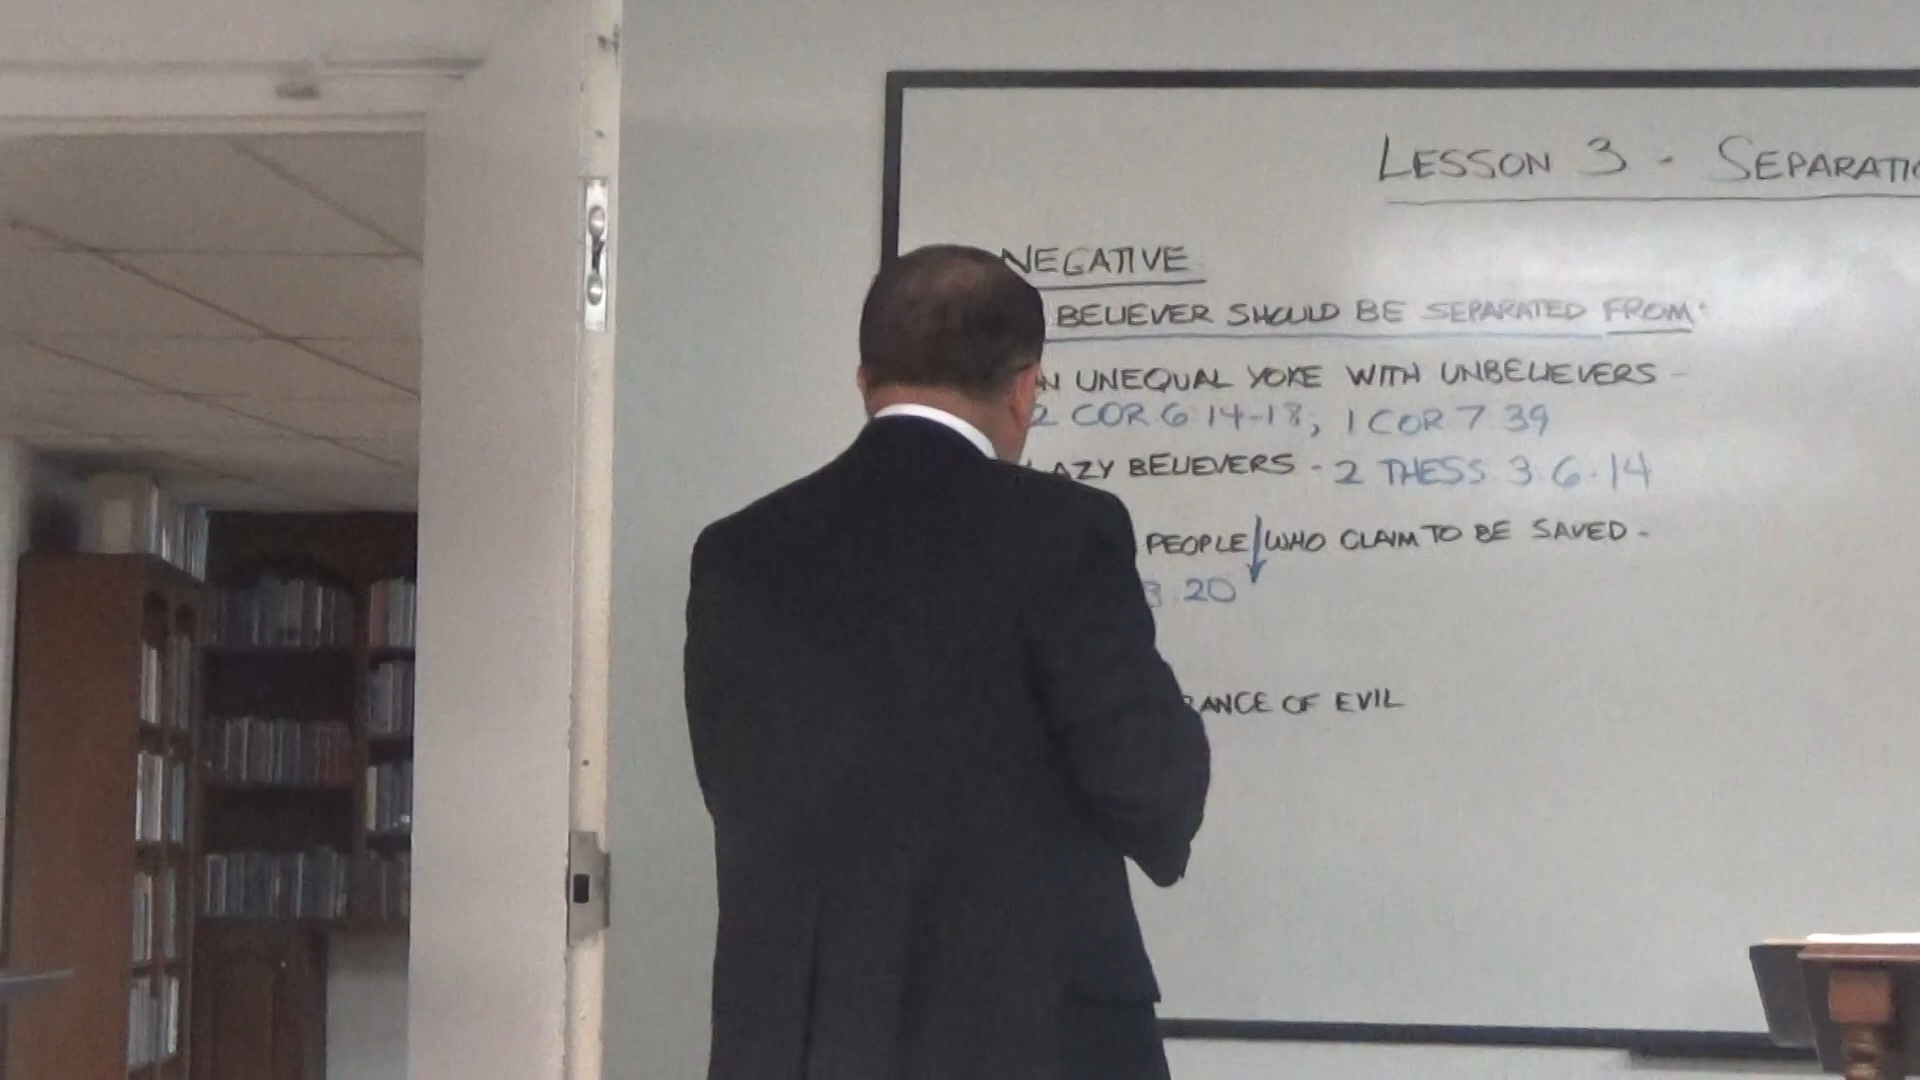 LESSON 3 - SEPARATIO
NEGATIVE
BELIEVER SHOULD BE SEPARATED FROM:
N UNEQUAL YOKE WITH UNBELIEVERS -
2 COR 6 14-18; 1 COR 7 39
LAZY BELIEVERS - 2 THESS 3 6.14
PEOPLE WHO CLAIM TO BE SAVED -
20
RANCE OF EVIL